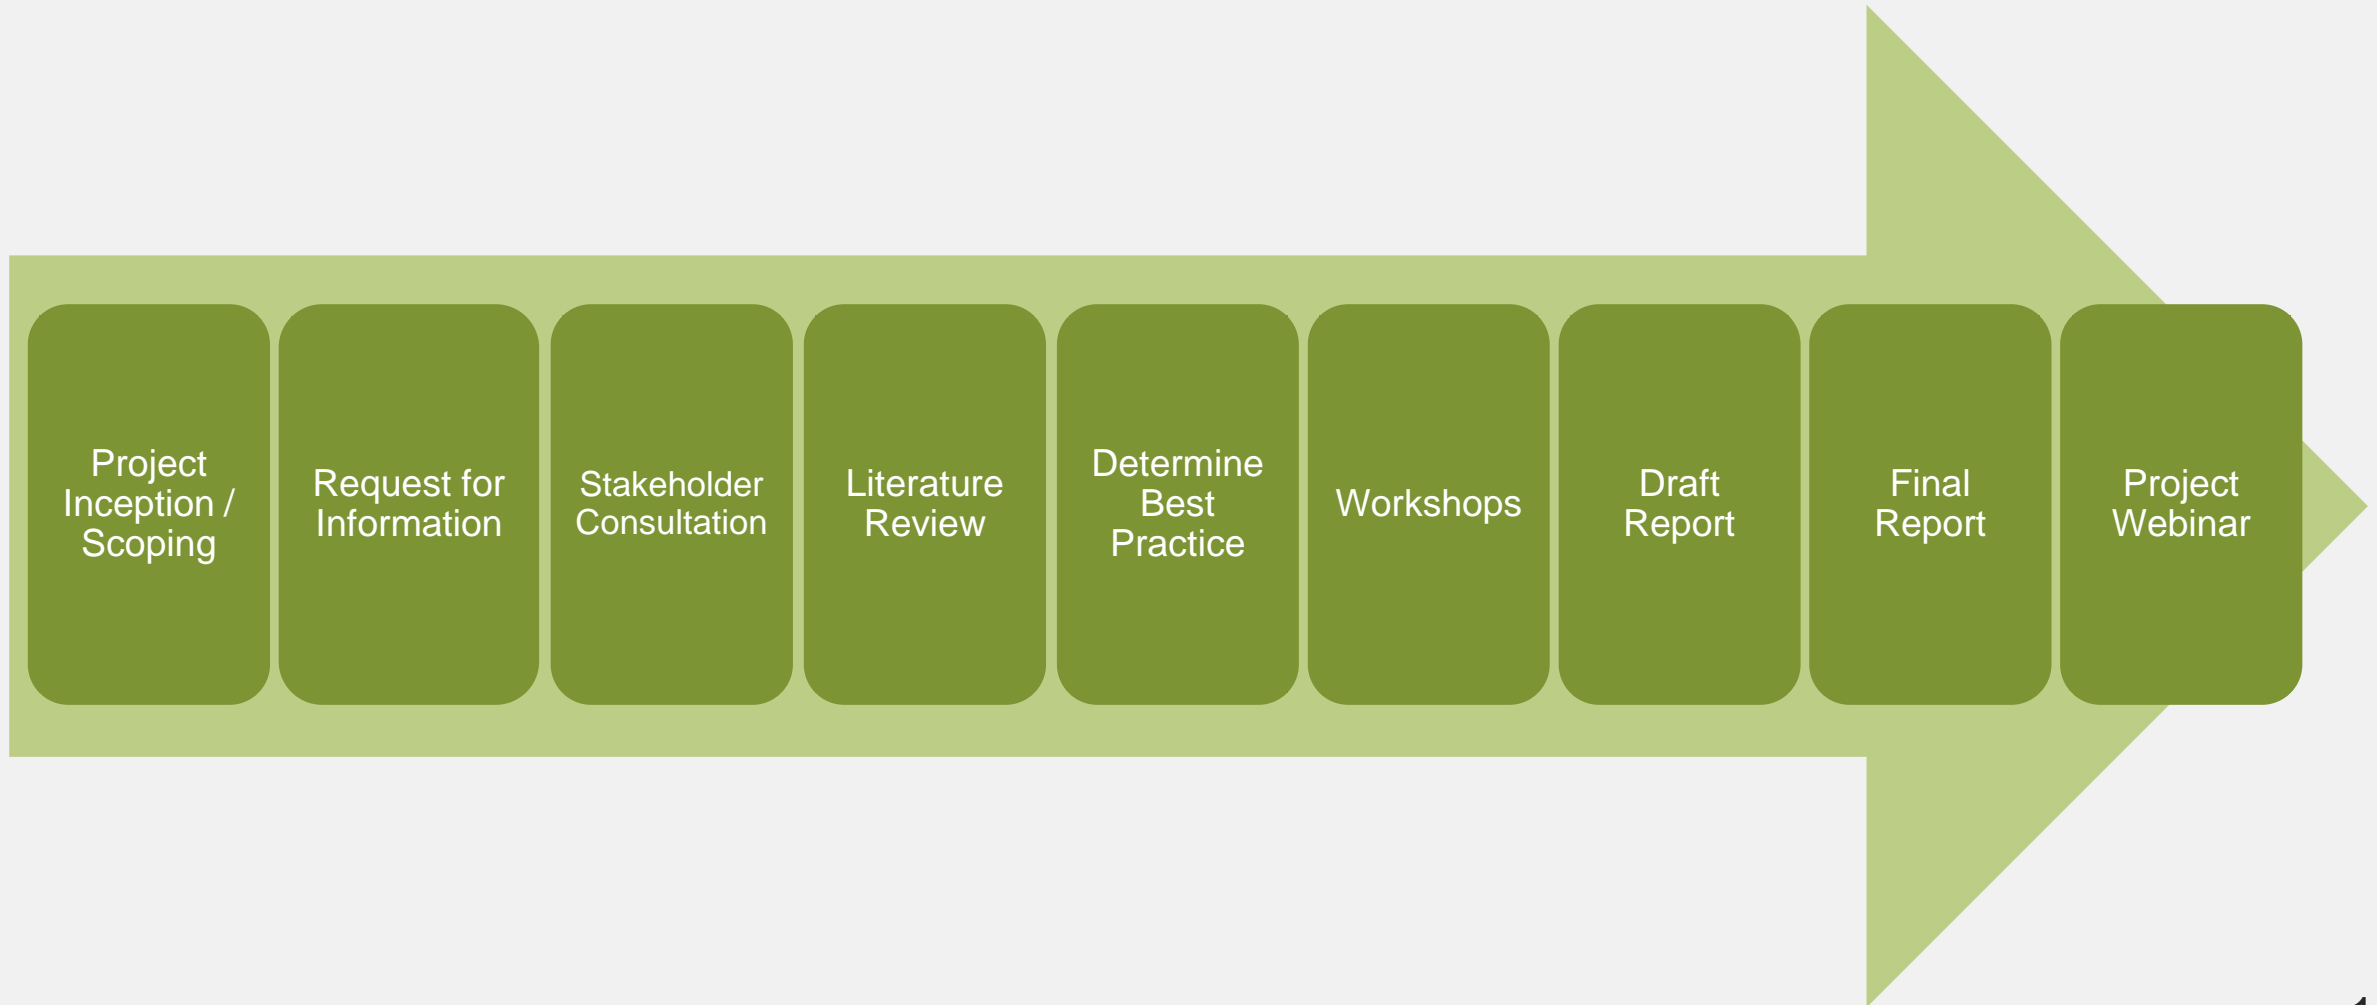 Project
Inception /
Scoping
Request for
Information
Stakeholder
Consultation
Literature
Review
Determine
Best
Practice
Workshops
Draft
Report
Final
Report
Project
Webinar